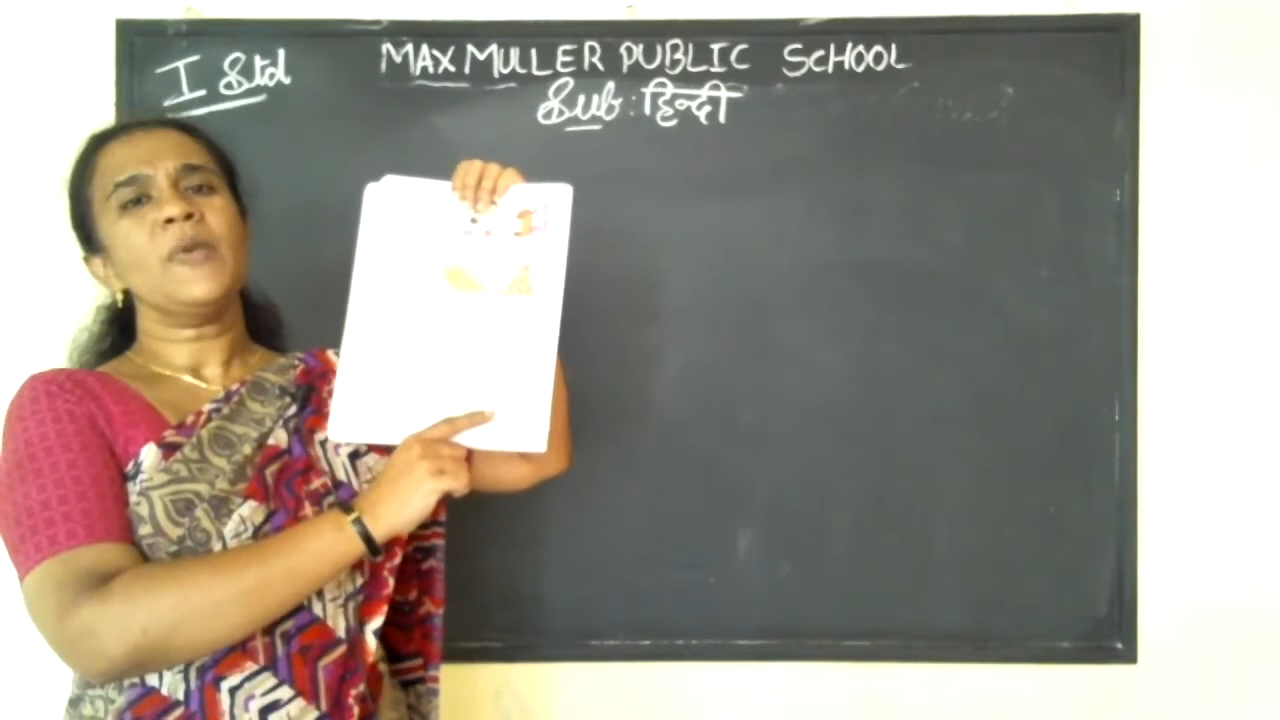 I Std
MAX MULLER PUBLIC SCHOOL
Sub : हिन्दी